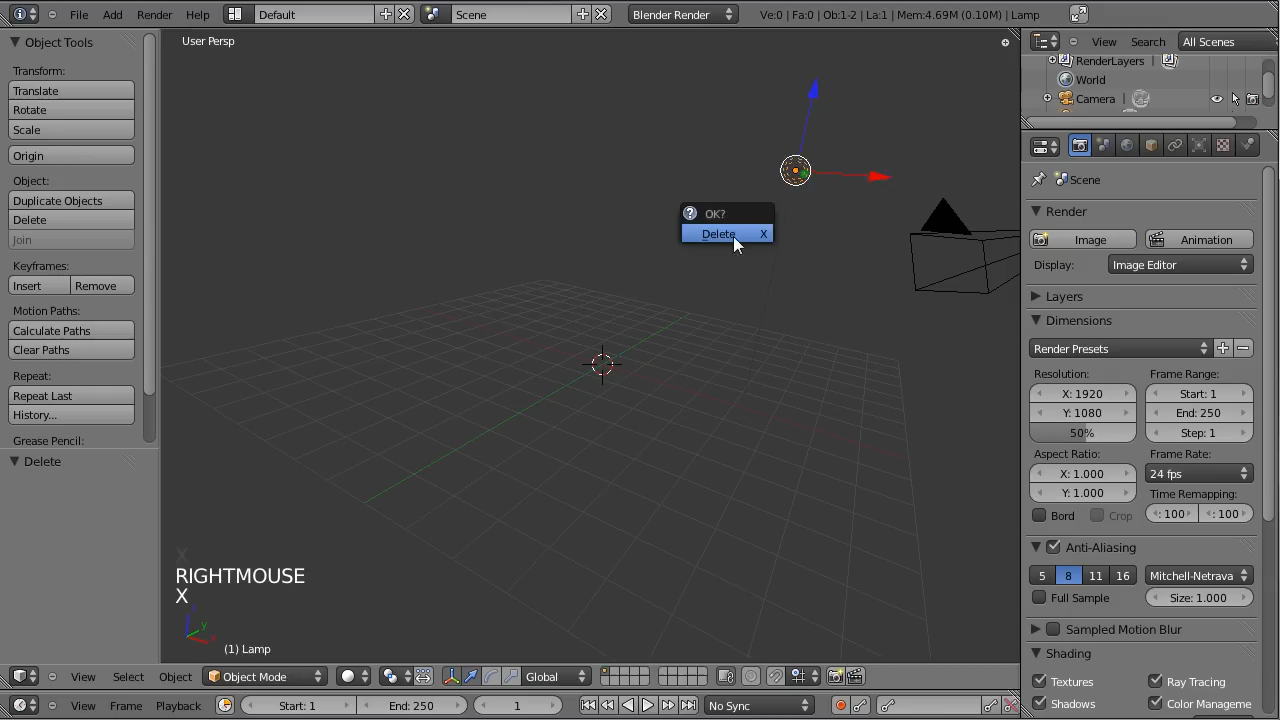 File Add Render Help Default Scene Blender Render Ve:0 | Fa:0 | Ob:1-2 | La:1 | Mem:4.69M (0.10M) | Lamp
Object Tools
Transform:
Translate
Rotate
Scale
Origin
Object:
Duplicate Objects
Delete
Join
Keyframes:
Insert Remove
Motion Paths:
Calculate Paths
Clear Paths
Repeat:
Repeat Last
History...
Grease Pencil:
Delete
User Persp
OK?
Delete X
X
RIGHTMOUSE
X
z
y
x
(1) Lamp
View Select Object Object Mode Global
View Frame Playback Start: 1 End: 250 1 No Sync
View Search All Scenes
RenderLayers |
World
Camera |
Scene
Render
Image Animation
Display: Image Editor
Layers
Dimensions
Render Presets
Resolution: Frame Range:
X: 1920 Start: 1
Y: 1080 End: 250
50% Step: 1
Aspect Ratio: Frame Rate:
X: 1.000 24 fps
Y: 1.000 Time Remapping:
Bord Crop : 100 : 100
Anti-Aliasing
5 8 11 16 Mitchell-Netrava
Full Sample Size: 1.000
Sampled Motion Blur
Shading
Textures Ray Tracing
Shadows Color Manageme